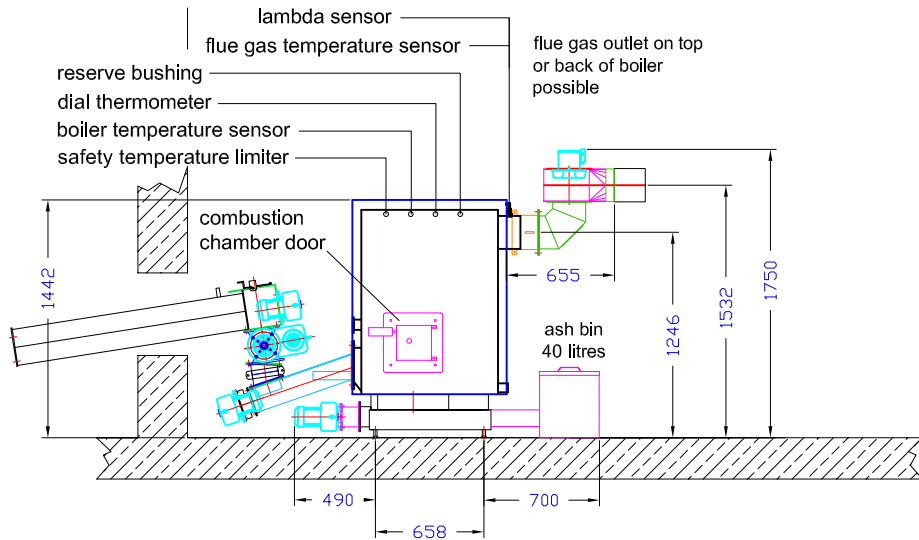 lambda sensor
flue gas temperature sensor
flue gas outlet on top
or back of boiler
possible
reserve bushing
dial thermometer
boiler temperature sensor
safety temperature limiter
combustion
chamber door
1442
655
1246
1532
1750
ash bin
40 litres
490
658
700